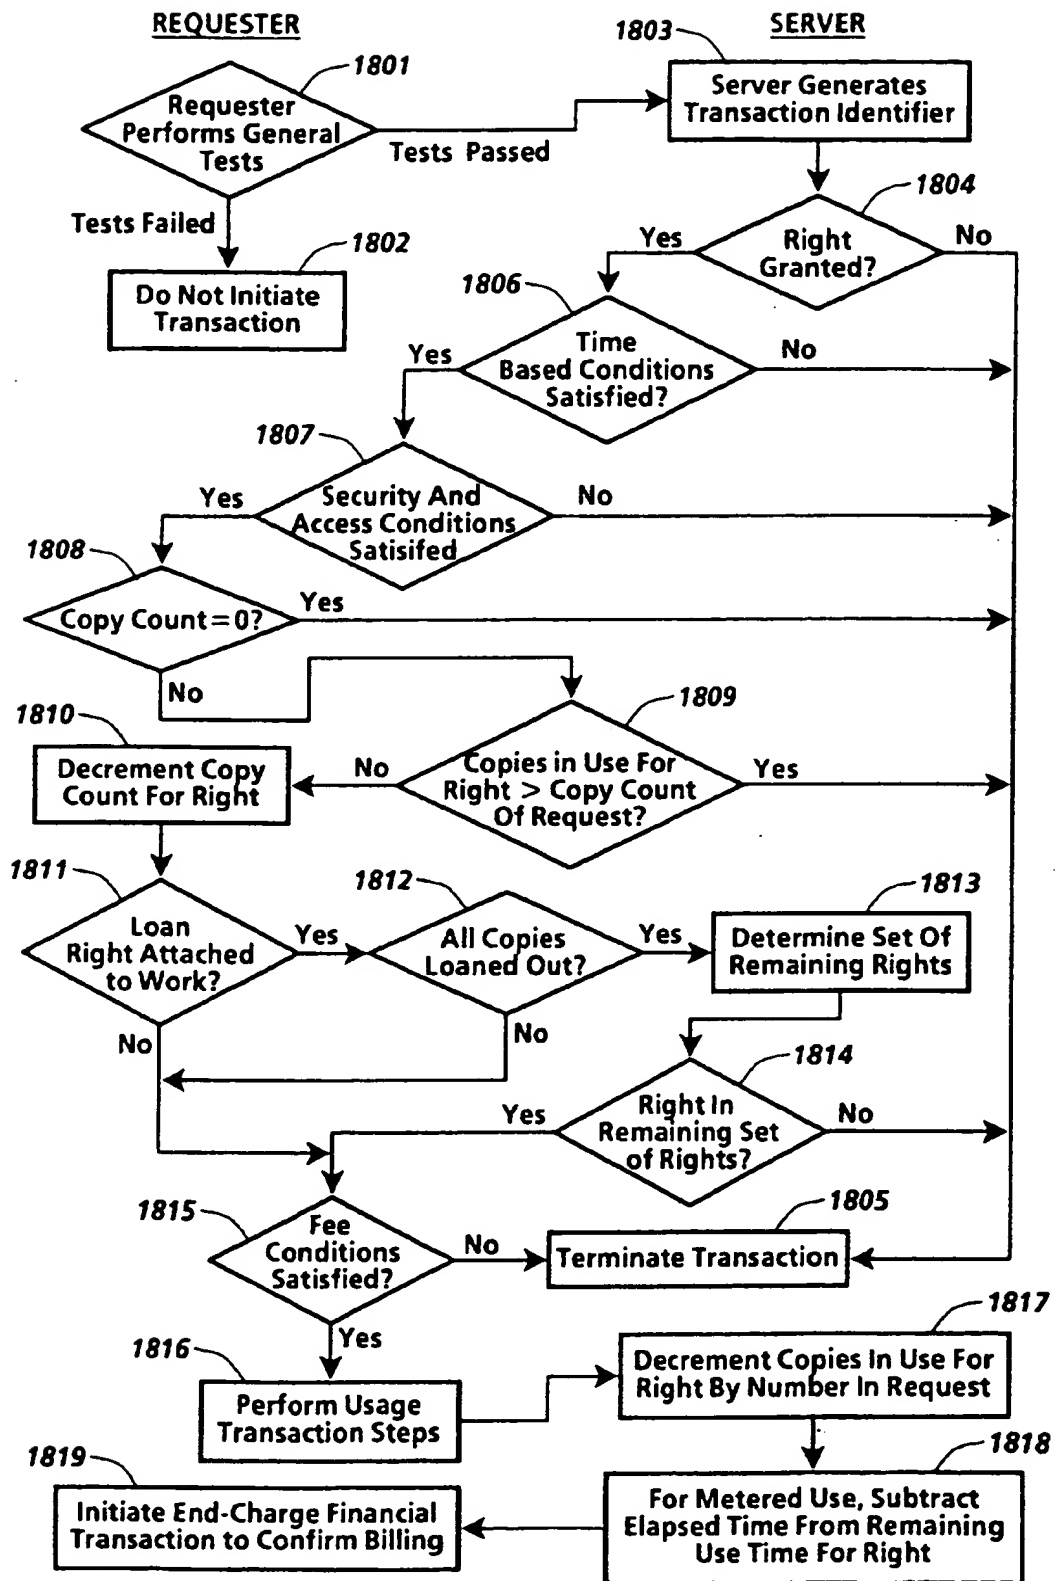 REQUESTER
SERVER
1801
1803
Requester
Performs General
Tests
Server Generates
Transaction Identifier
Tests Passed
Tests Failed
1802
1804
Do Not Initiate
Transaction
Right
Granted?
Yes
No
1806
Time
Based Conditions
Satisfied?
Yes
No
1807
Security And
Access Conditions
Satisifed
Yes
No
1808
Copy Count = 0?
Yes
No
1809
1810
Decrement Copy
Count For Right
No
Copies in Use For
Right > Copy Count
Of Request?
Yes
1811
1812
1813
Loan
Right Attached
to Work?
Yes
All Copies
Loaned Out?
Yes
Determine Set Of
Remaining Rights
No
No
1814
Yes
Right In
Remaining Set
of Rights?
No
1815
1805
Fee
Conditions
Satisfied?
No
Terminate Transaction
Yes
1816
1817
Perform Usage
Transaction Steps
Decrement Copies In Use For
Right By Number In Request
1819
1818
Initiate End-Charge Financial
Transaction to Confirm Billing
For Metered Use, Subtract
Elapsed Time From Remaining
Use Time For Right